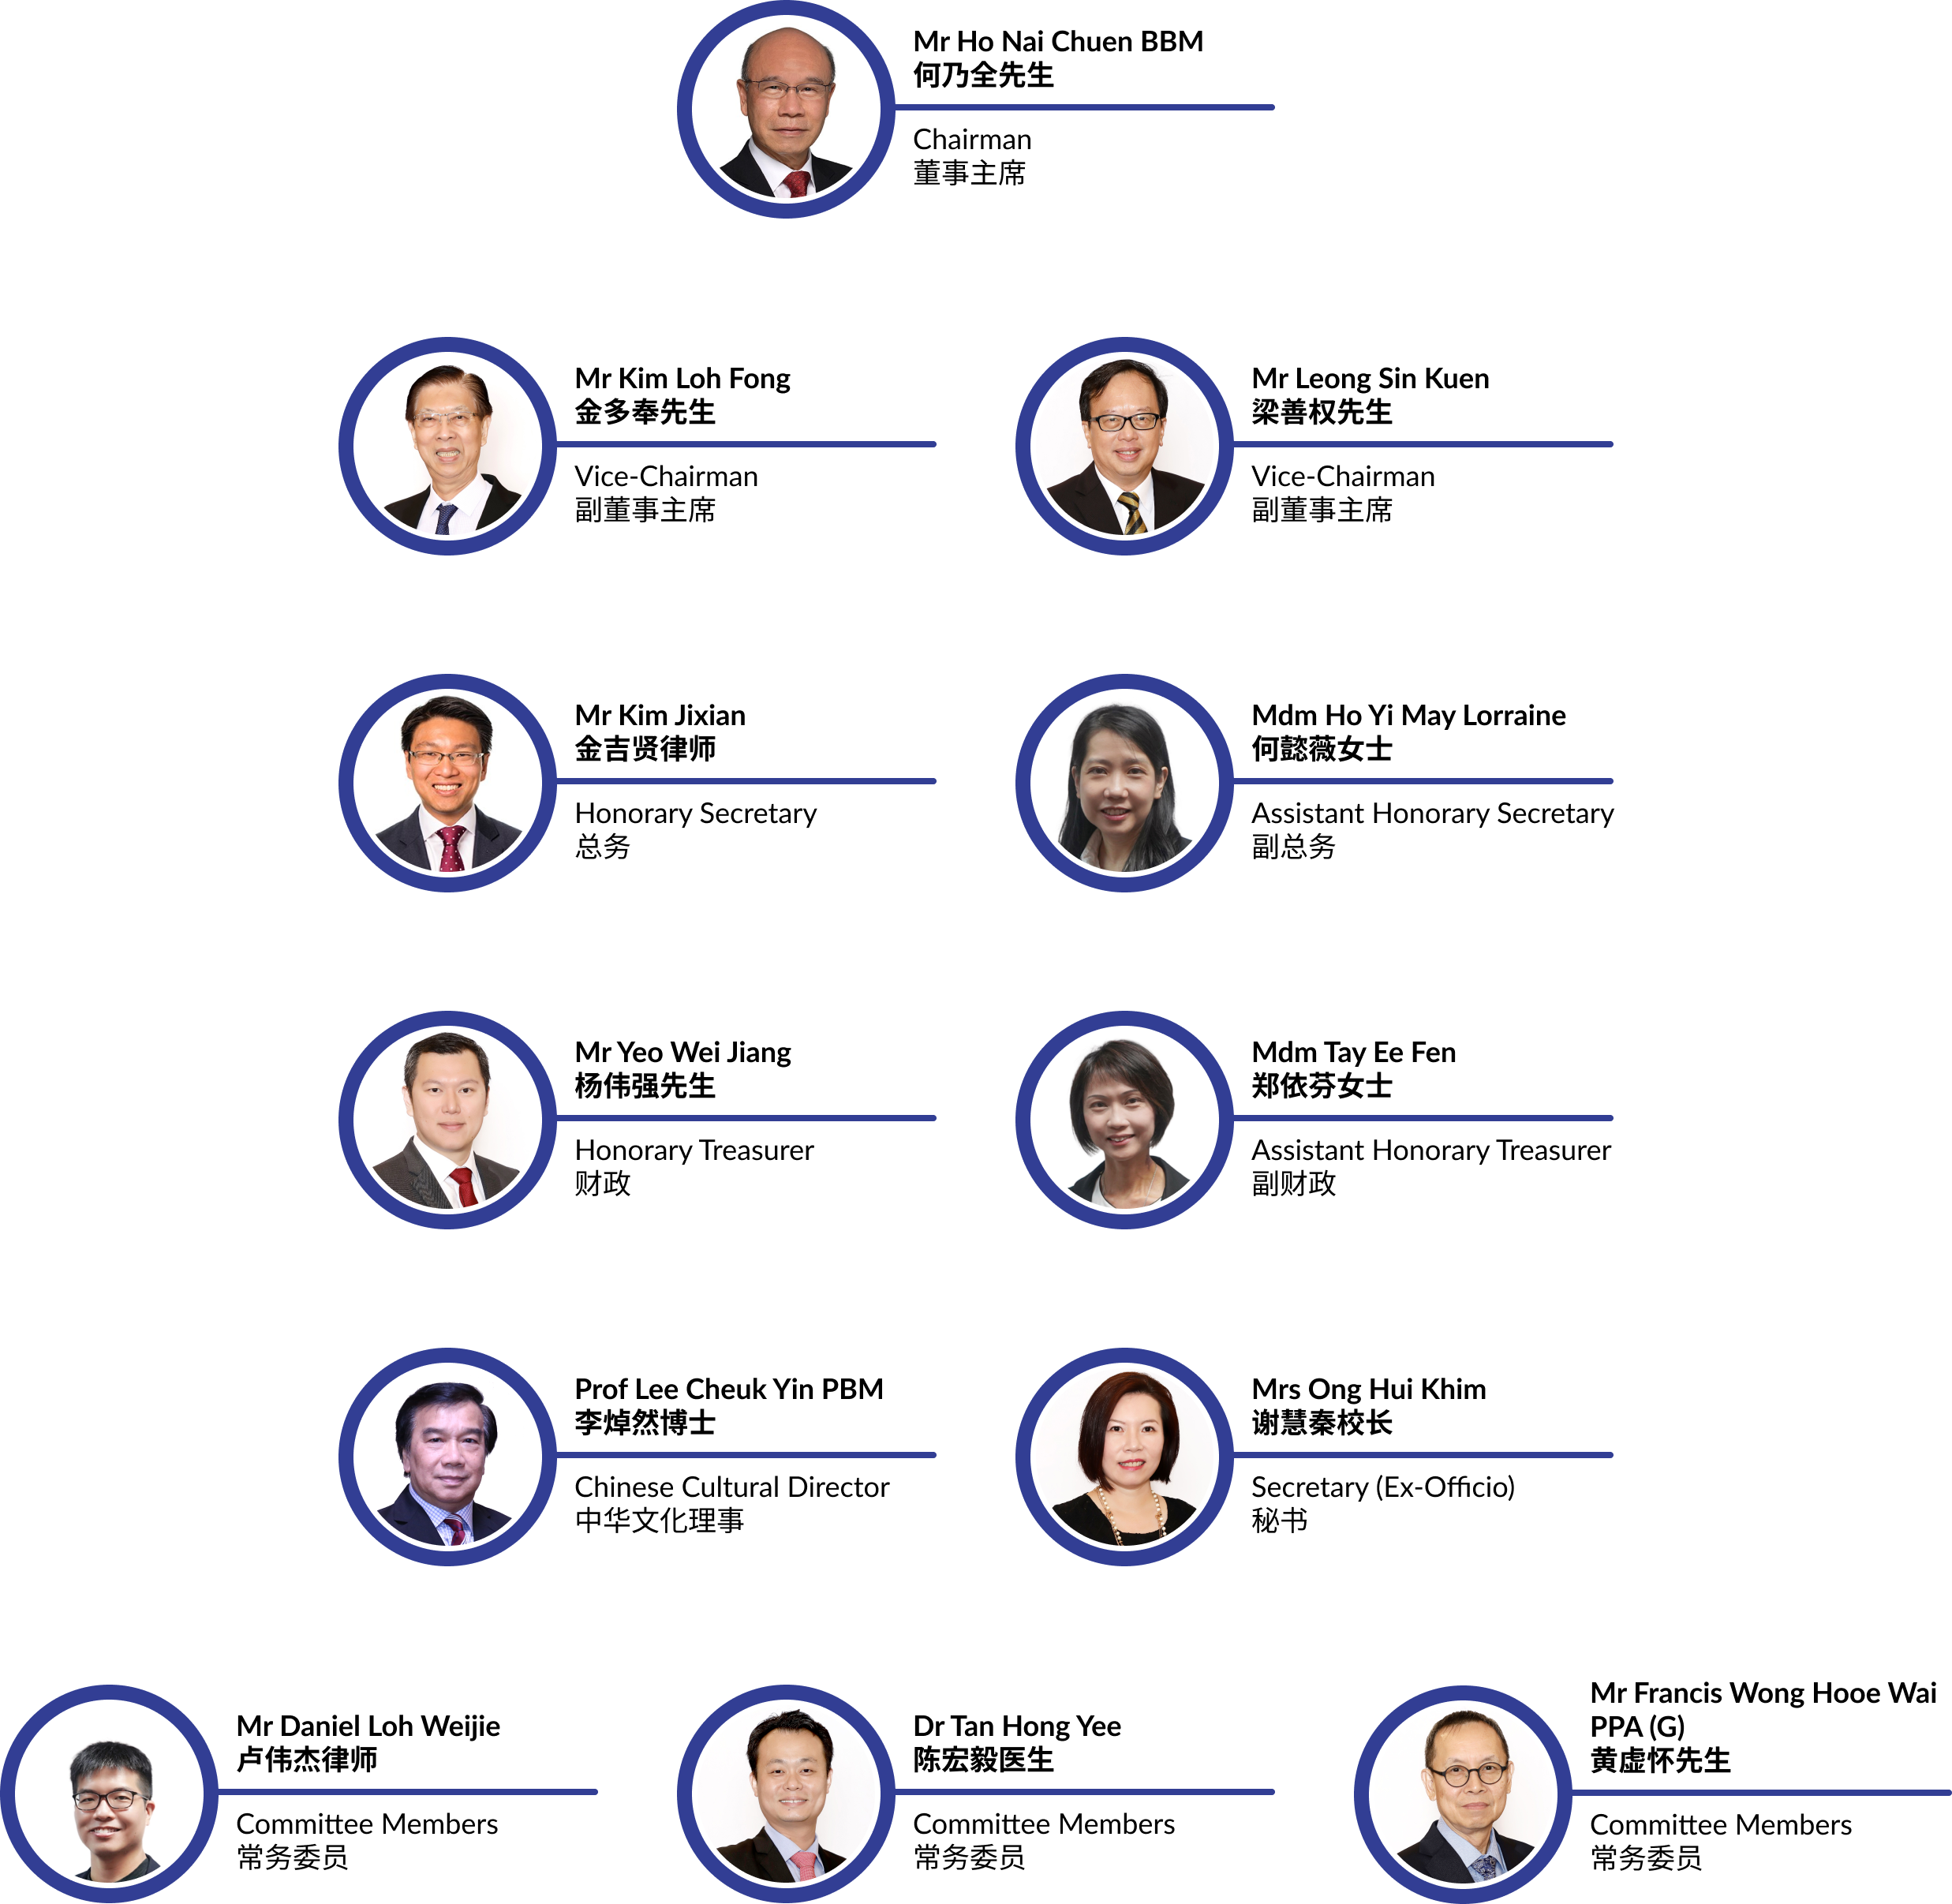 Mr Ho Nai Chuen BBM
何乃全先生
Chairman
董事主席
Mr Kim Loh Fong
金多奉先生
Vice-Chairman
副董事主席
Mr Leong Sin Kuen
梁善权先生
Vice-Chairman
副董事主席
Mr Kim Jixian
金吉贤律师
Honorary Secretary
总务
Mdm Ho Yi May Lorraine
何懿薇女士
Assistant Honorary Secretary
副总务
Mr Yeo Wei Jiang
杨伟强先生
Honorary Treasurer
财政
Mdm Tay Ee Fen
郑依芬女士
Assistant Honorary Treasurer
副财政
Prof Lee Cheuk Yin PBM
李焯然博士
Chinese Cultural Director
中华文化理事
Mrs Ong Hui Khim
谢慧秦校长
Secretary (Ex-Officio)
秘书
Mr Daniel Loh Weijie
卢伟杰律师
Committee Members
常务委员
Dr Tan Hong Yee
陈宏毅医生
Committee Members
常务委员
Mr Francis Wong Hooe Wai
PPA (G)
黄虚怀先生
Committee Members
常务委员